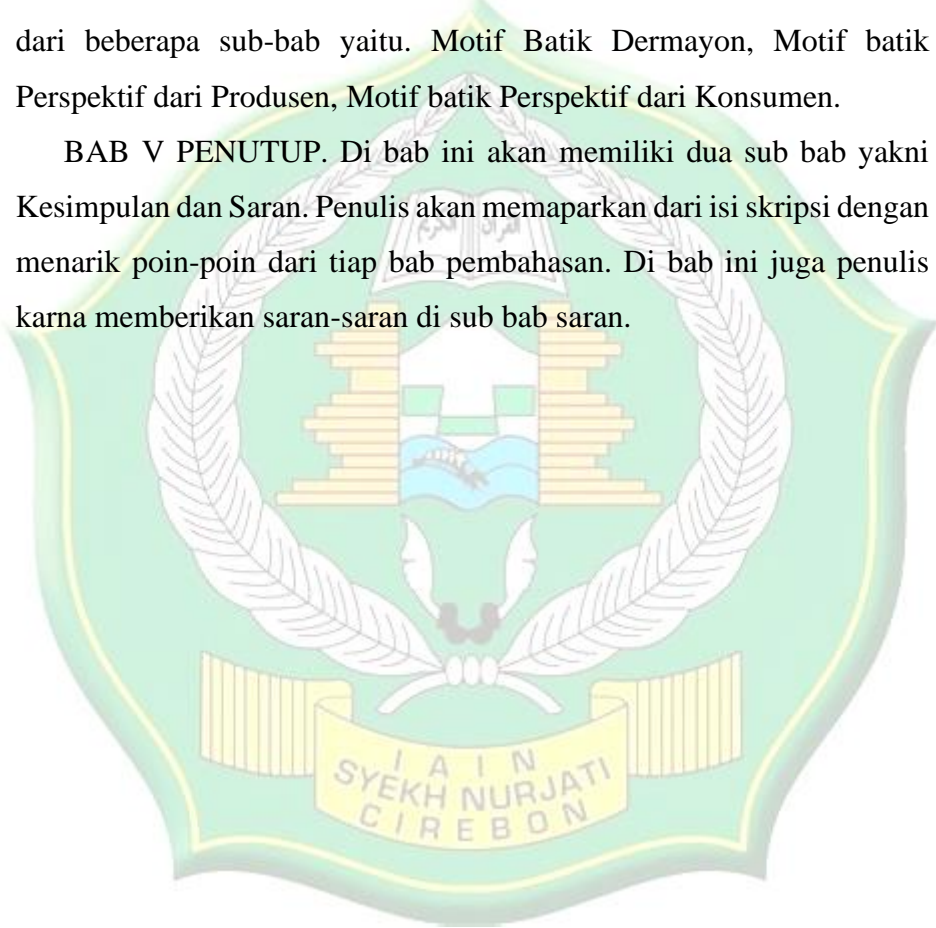 dari beberapa sub-bab yaitu. Motif Batik Dermayon, Motif batik
Perspektif dari Produsen, Motif batik Perspektif dari Konsumen.
BAB V PENUTUP. Di bab ini akan memiliki dua sub bab yakni
Kesimpulan dan Saran. Penulis akan memaparkan dari isi skripsi dengan
menarik poin-poin dari tiap bab pembahasan. Di bab ini juga penulis
karna memberikan saran-saran di sub bab saran.
القرآن الكريم
IAIN
SYEKH NURJATI
CIREBON